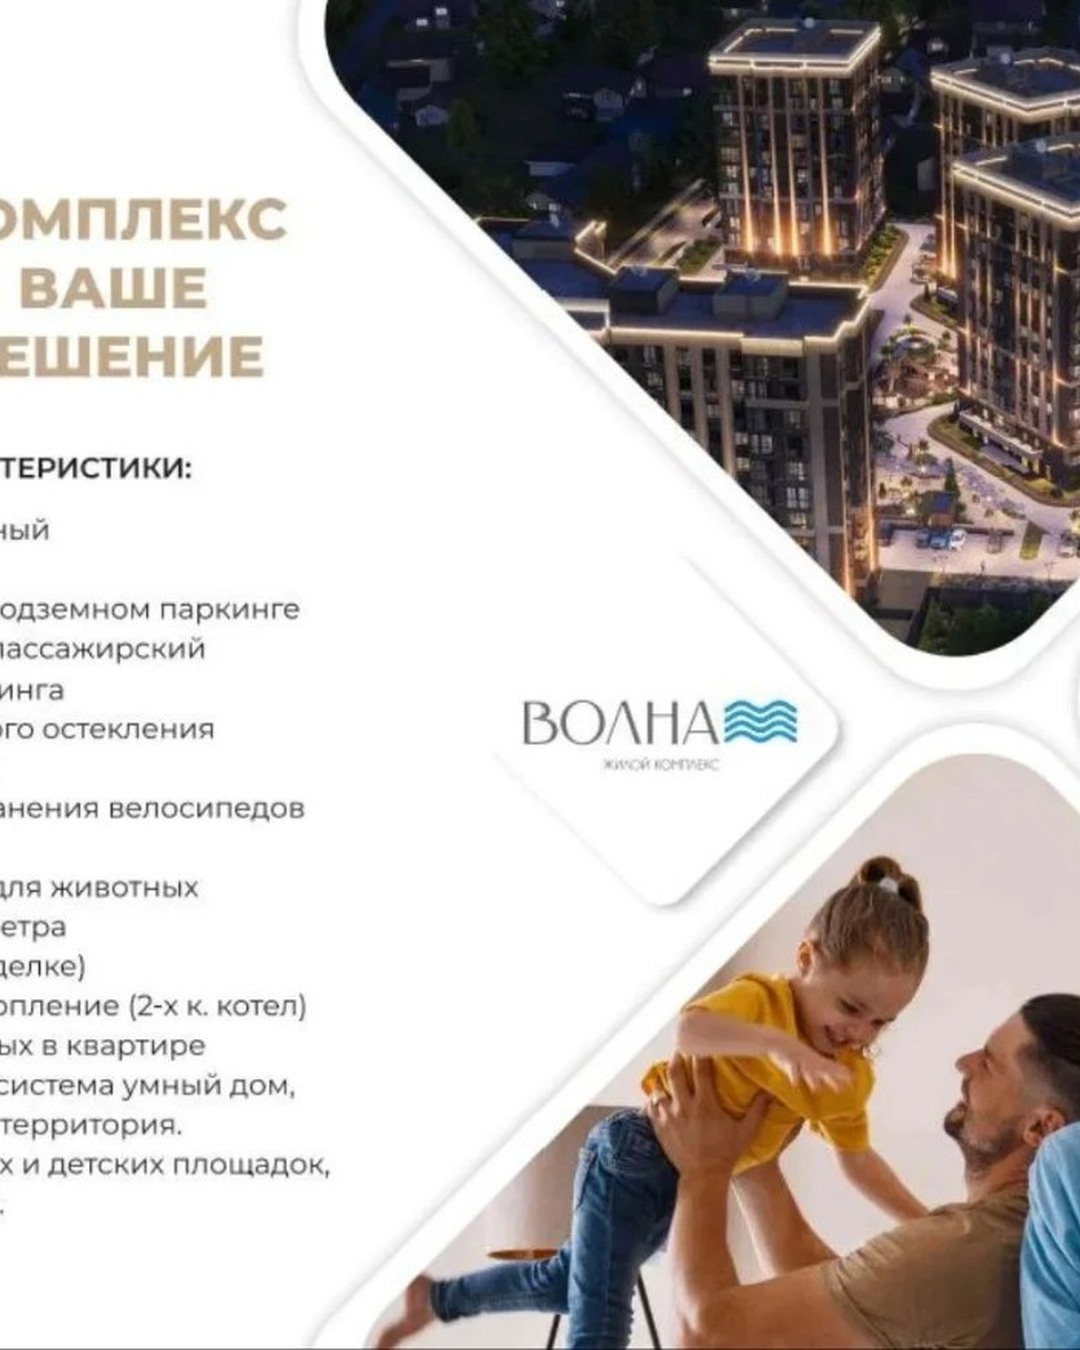 ОМПЛЕКС
ВАШЕ
ЕШЕНИЕ
ТЕРИСТИКИ:
ный
одземном паркинге
пассажирский
инга
ого остекления
анения велосипедов
для животных
етра
делке)
опление (2-х к. котел)
ых в квартире
система умный дом,
территория.
х и детских площадок,
ВОЛНА
ЖИЛОЙ КОМПЛЕКС